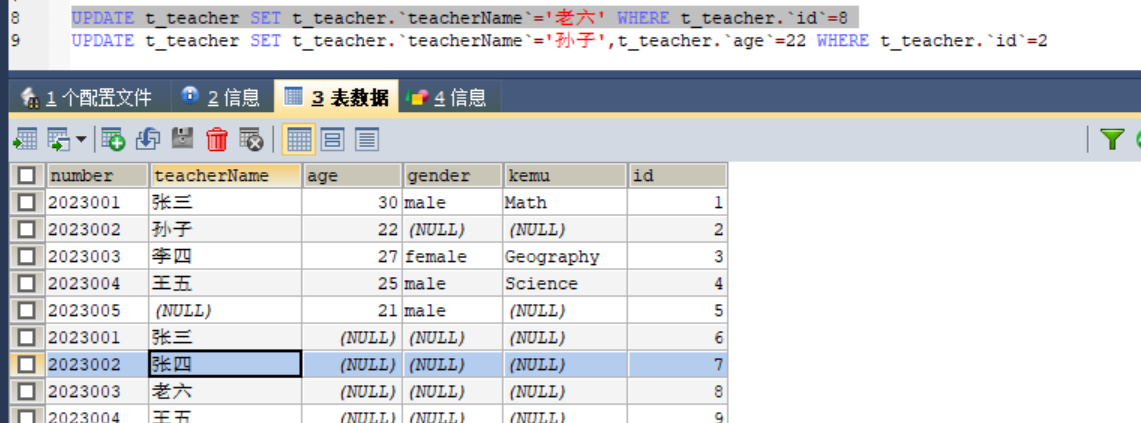 8 UPDATE t_teacher SET t_teacher.`teacherName`='老六' WHERE t_teacher.`id`=8
9 UPDATE t_teacher SET t_teacher.`teacherName`='孙子',t_teacher.`age`=22 WHERE t_teacher.`id`=2
1 个配置文件 2 信息 3 表数据 4 信息
number teacherName age gender kemu id
2023001 张三 30 male Math 1
2023002 孙子 22 (NULL) (NULL) 2
2023003 李四 27 female Geography 3
2023004 王五 25 male Science 4
2023005 (NULL) 21 male (NULL) 5
2023001 张三 (NULL) (NULL) (NULL) 6
2023002 张四 (NULL) (NULL) (NULL) 7
2023003 老六 (NULL) (NULL) (NULL) 8
2023004 王五 (NULL) (NULL) (NULL) 9